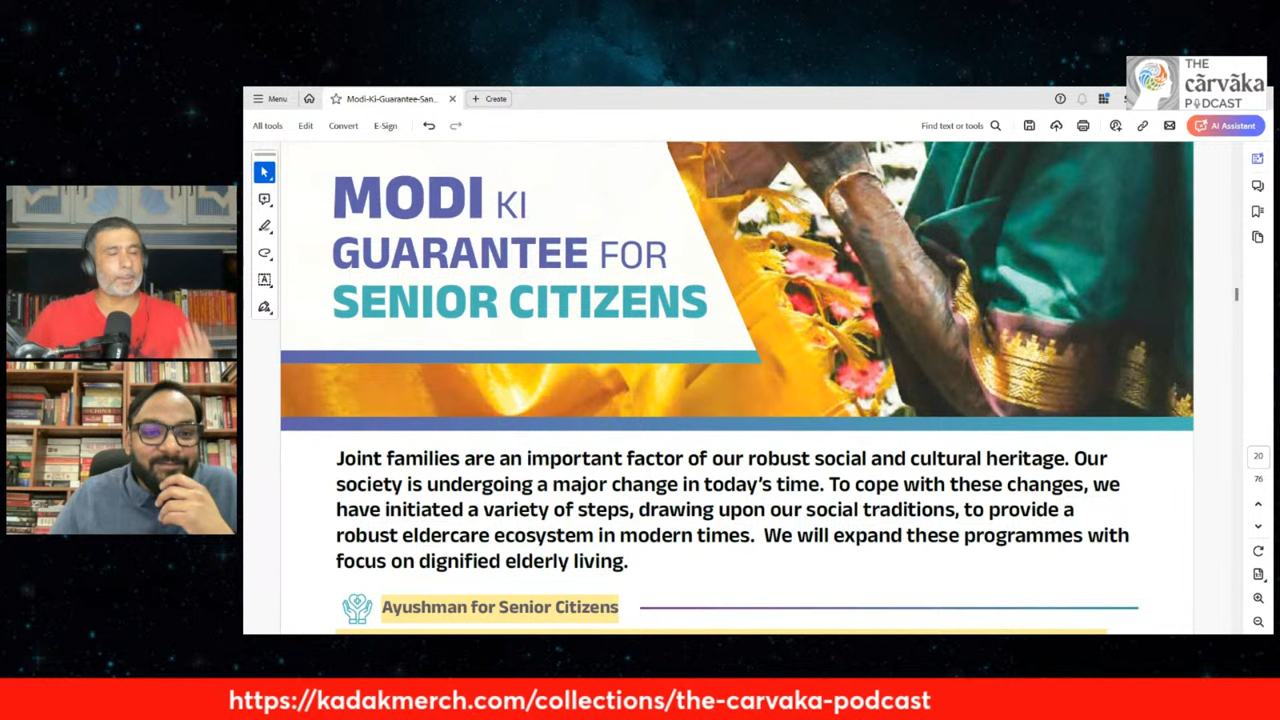 THE
cārvāka
PODCAST
Menu
Modi-Ki-Guarantee-San...
Create
All tools
Edit
Convert
E-Sign
Find text or tools
AI Assistant
MODI KI
GUARANTEE FOR
SENIOR CITIZENS
Joint families are an important factor of our robust social and cultural heritage. Our
society is undergoing a major change in today's time. To cope with these changes, we
have initiated a variety of steps, drawing upon our social traditions, to provide a
robust eldercare ecosystem in modern times. We will expand these programmes with
focus on dignified elderly living.
Ayushman for Senior Citizens
20
76
https://kadakmerch.com/collections/the-carvaka-podcast